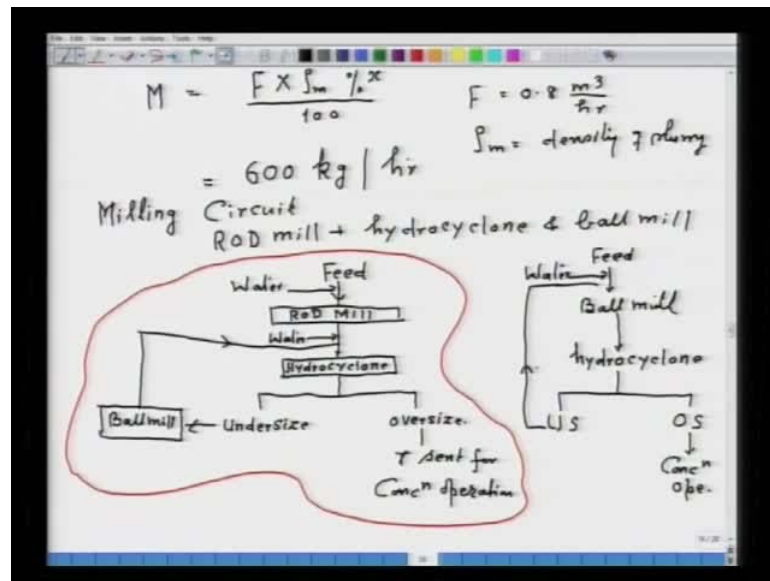 M = F X ρm % x / 100
F = 0.8 m³/hr
ρm = density of slurry
= 600 kg | hr
Milling Circuit
ROD mill + hydrocyclone & ball mill
Feed
Water
ROD MILL
Water
Hydrocyclone
Ball mill
Undersize
oversize.
sent for
Concⁿ operation
Feed
Water
Ball mill
hydrocyclone
US
OS
Concⁿ
ope.